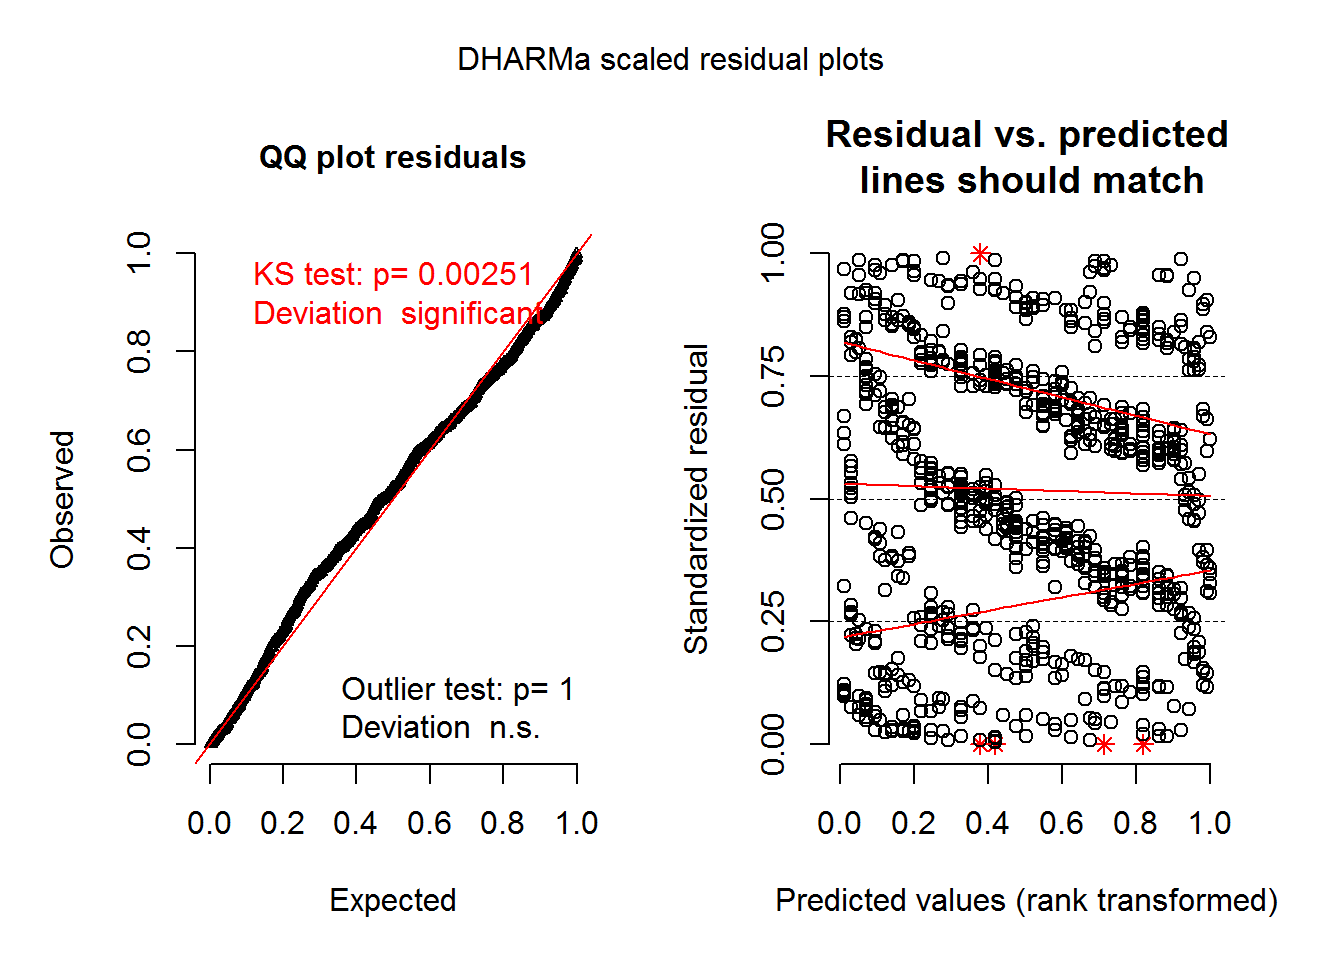 DHARMa scaled residual plots
QQ plot residuals
KS test: p= 0.00251
Deviation  significant
Outlier test: p= 1
Deviation  n.s.
Observed
0.0
0.2
0.4
0.6
0.8
1.0
0.0 0.2 0.4 0.6 0.8 1.0
Expected
Residual vs. predicted
lines should match
Standardized residual
0.00
0.25
0.50
0.75
1.00
0.0 0.2 0.4 0.6 0.8 1.0
Predicted values (rank transformed)